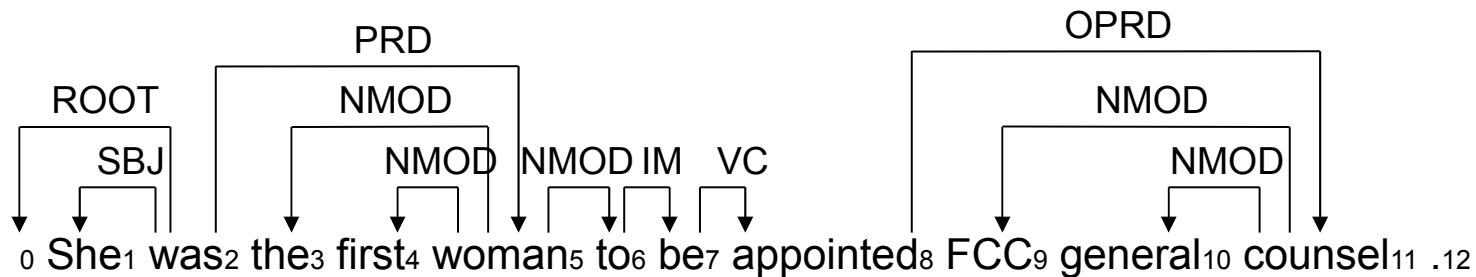 PRD OPRD
ROOT NMOD NMOD
SBJ NMOD NMOD IM VC NMOD
0 She1 was2 the3 first4 woman5 to6 be7 appointed8 FCC9 general10 counsel11 .12